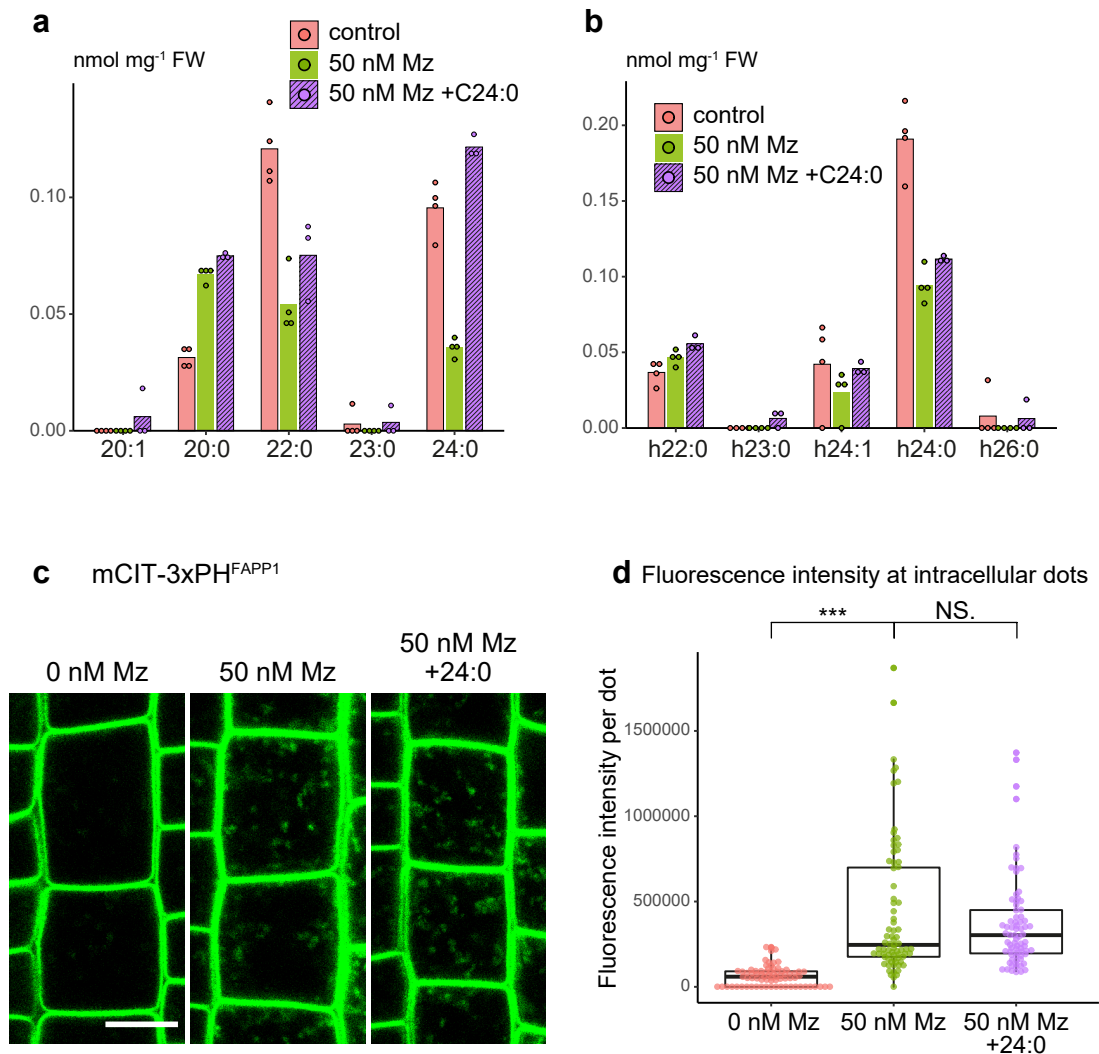 a
control
50 nM Mz
50 nM Mz +C24:0
nmol mg⁻¹ FW
0.10
0.05
0.00
20:1 20:0 22:0 23:0 24:0
b
nmol mg⁻¹ FW
control
50 nM Mz
50 nM Mz +C24:0
0.20
0.15
0.10
0.05
0.00
h22:0 h23:0 h24:1 h24:0 h26:0
c mCIT-3xPHᶠᴬᴾᴾ¹
0 nM Mz
50 nM Mz
50 nM Mz
+24:0
d Fluorescence intensity at intracellular dots
***
NS.
Fluorescence intensity per dot
1500000
1000000
500000
0
0 nM Mz 50 nM Mz 50 nM Mz
+24:0